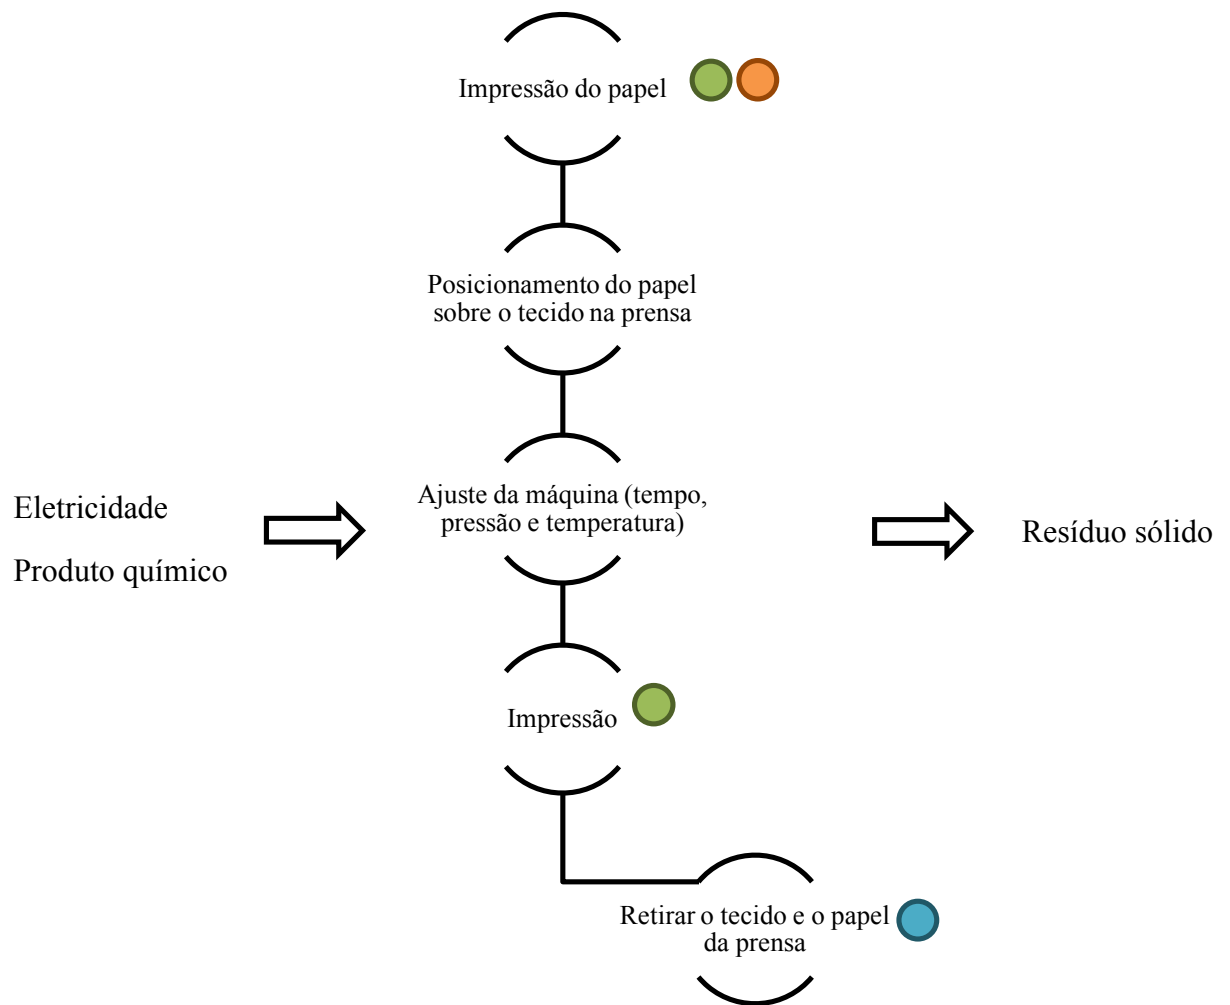 Impressão do papel
Posicionamento do papel
sobre o tecido na prensa
Eletricidade
Produto químico
Ajuste da máquina (tempo,
pressão e temperatura)
Resíduo sólido
Impressão
Retirar o tecido e o papel
da prensa